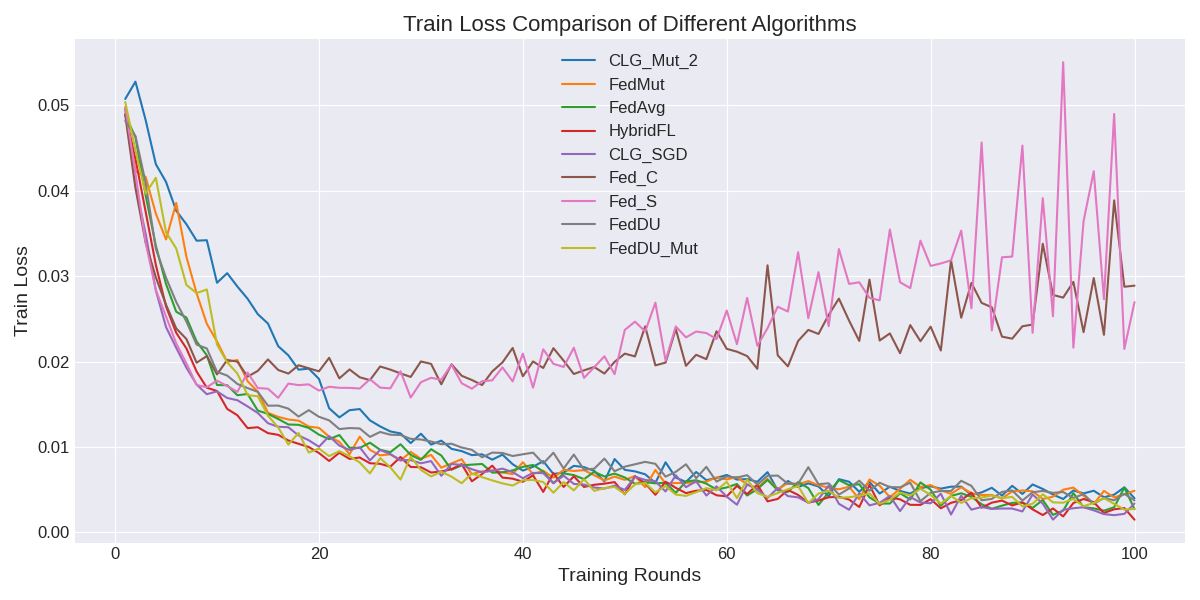 Train Loss Comparison of Different Algorithms
CLG_Mut_2
FedMut
FedAvg
HybridFL
CLG_SGD
Fed_C
Fed_S
FedDU
FedDU_Mut
Train Loss
0.05
0.04
0.03
0.02
0.01
0.00
0 20 40 60 80 100
Training Rounds